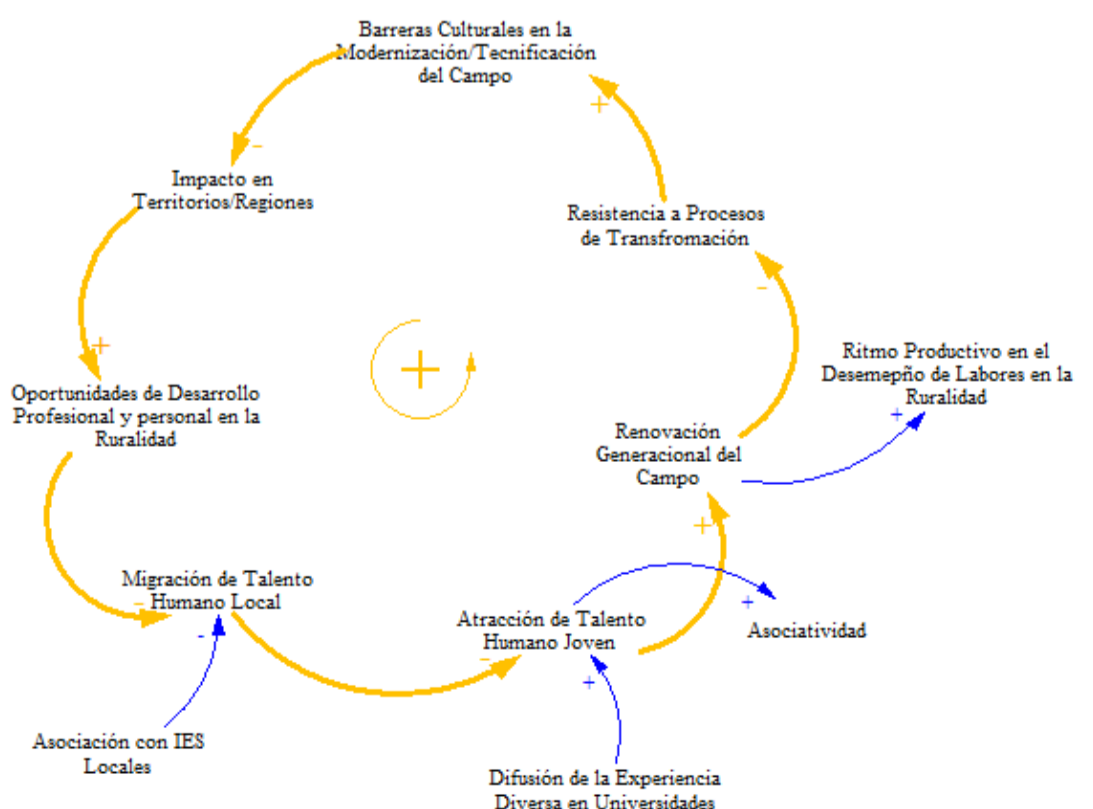 Barreras Culturales en la
Modernización/Tecnificación
del Campo
+
-
Impacto en
Territorios/Regiones
Resistencia a Procesos
de Transfromación
-
+
+
Ritmo Productivo en el
Desemepño de Labores en la
Ruralidad
+
Oportunidades de Desarrollo
Profesional y personal en la
Ruralidad
Renovación
Generacional del
Campo
+
Migración de Talento
Humano Local
-
-
Atracción de Talento
Humano Joven
-
+
Asociatividad
+
Asociación con IES
Locales
Difusión de la Experiencia
Diversa en Universidades